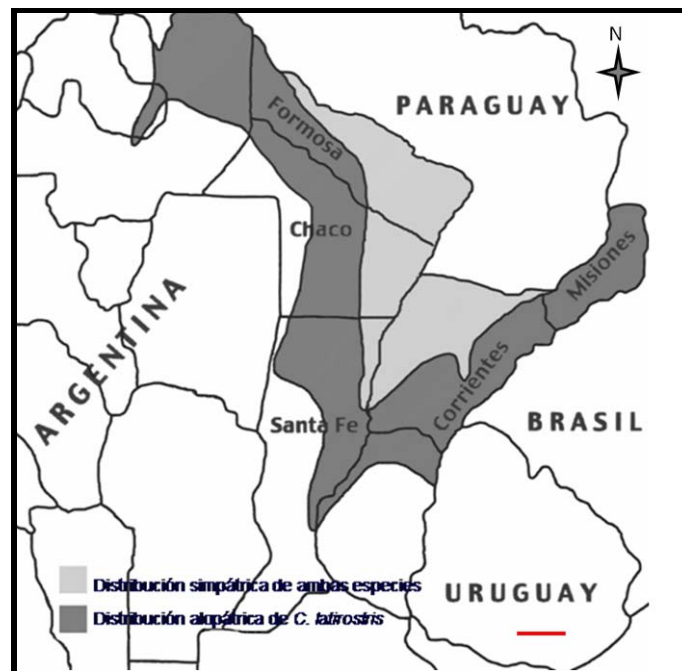 N
PARAGUAY
Formosa
Chaco
Misiones
ARGENTINA
Corrientes
Santa Fe
BRASIL
Distribución simpátrica de ambas especies
Distribución alopátrica de C. latirostris
URUGUAY